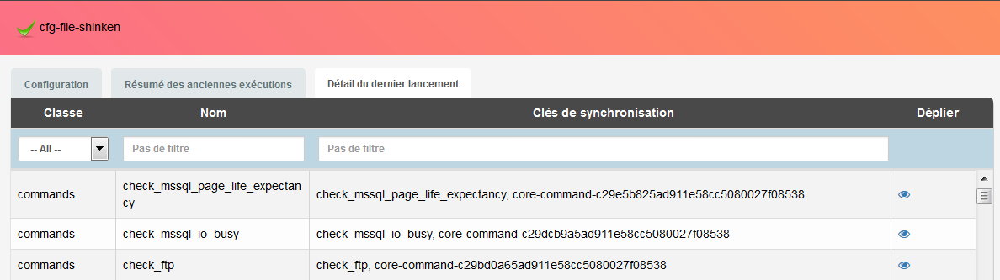 cfg-file-shinken
Configuration Résumé des anciennes exécutions Détail du dernier lancement
Classe Nom Clés de synchronisation Déplier
-- All -- Pas de filtre Pas de filtre
commands check_mssql_page_life_expectan
cy check_mssql_page_life_expectancy, core-command-c29e5b825ad911e58cc5080027f08538
commands check_mssql_io_busy check_mssql_io_busy, core-command-c29dcb9a5ad911e58cc5080027f08538
commands check_ftp check_ftp, core-command-c29bd0a65ad911e58cc5080027f08538